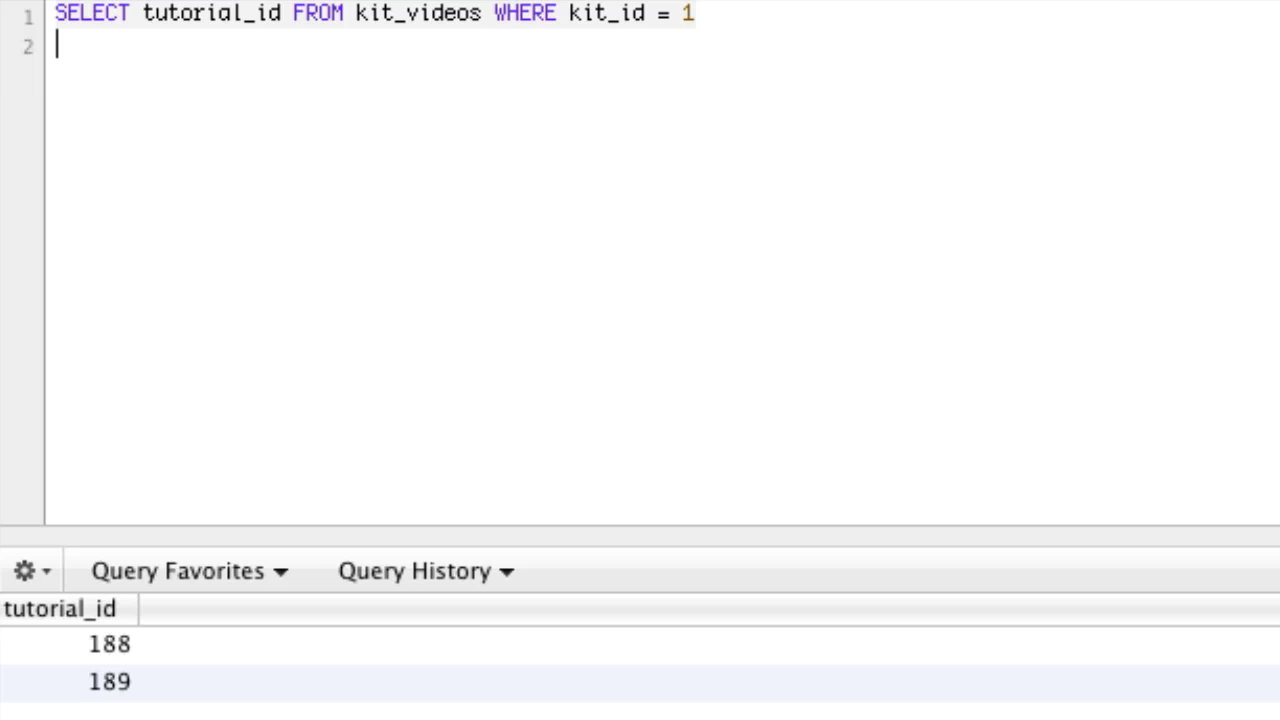 1 SELECT tutorial_id FROM kit_videos WHERE kit_id = 1
2
Query Favorites Query History
tutorial_id
188
189